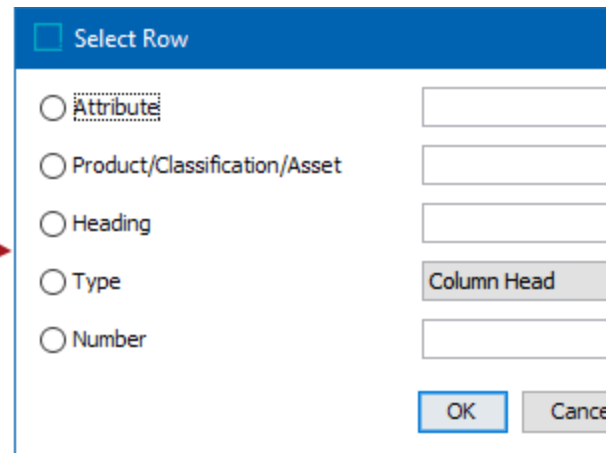 Select Row
Attribute
Product/Classification/Asset
Heading
Type Column Head
Number
OK Cance